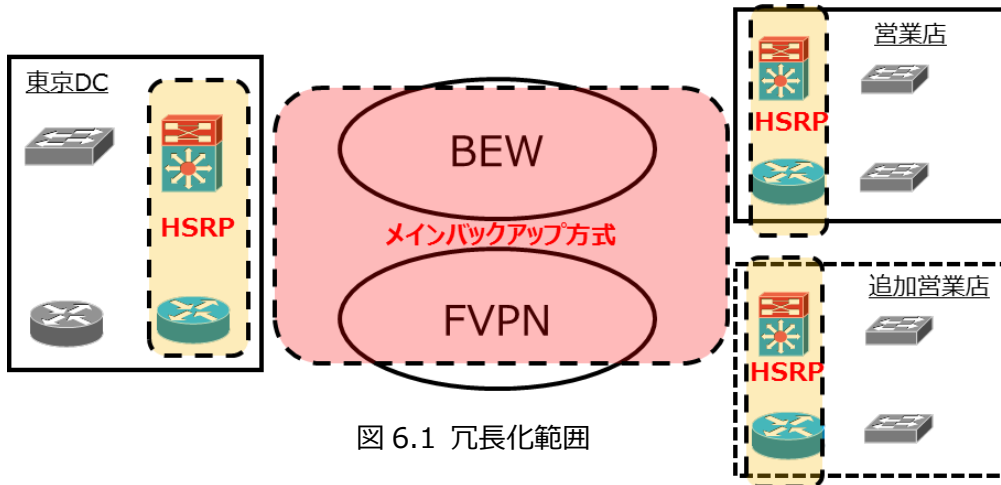 東京DC
HSRP
BEW
メインバックアップ方式
FVPN
営業店
HSRP
追加営業店
HSRP
図 6.1 冗長化範囲